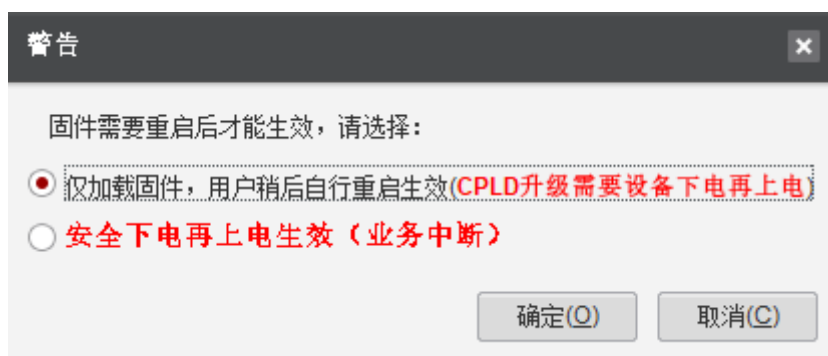 警告
固件需要重启后才能生效，请选择：
仅加载固件，用户稍后自行重启生效(CPLD升级需要设备下电再上电)
安全下电再上电生效（业务中断）
确定(O) 取消(C)